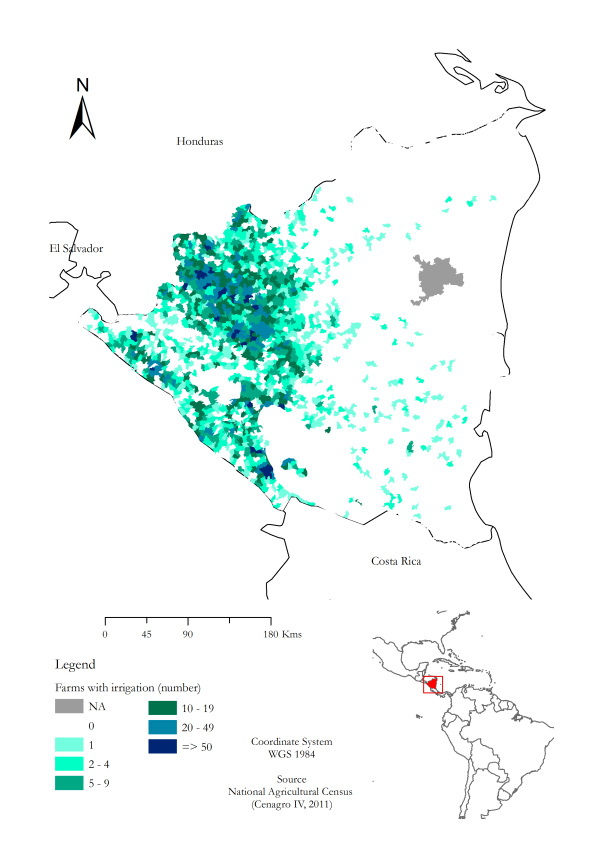 N
Honduras
El Salvador
Costa Rica
0 45 90 180 Kms
Legend
Farms with irrigation (number)
NA
0
1
2 - 4
5 - 9
10 - 19
20 - 49
=> 50
Coordinate System
WGS 1984
Source
National Agricultural Census
(Cenagro IV, 2011)